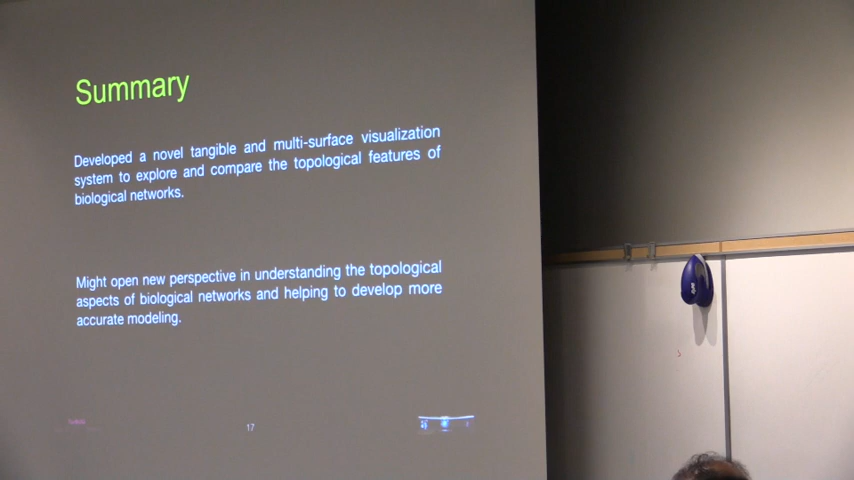 Summary
Developed a novel tangible and multi-surface visualization
system to explore and compare the topological features of
biological networks.
Might open new perspective in understanding the topological
aspects of biological networks and helping to develop more
accurate modeling.
17